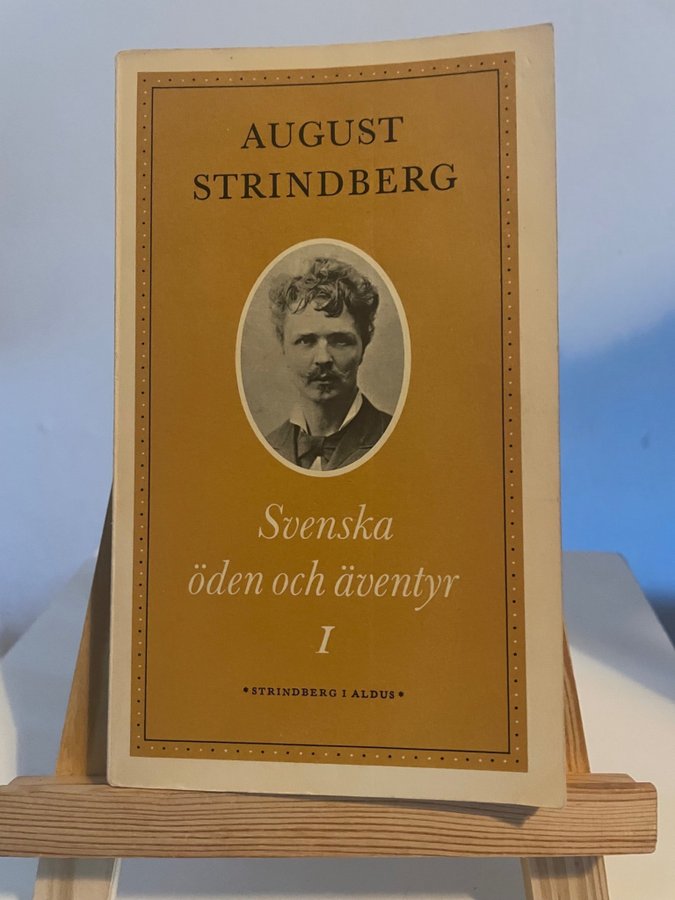 AUGUST
STRINDBERG
Svenska
öden och äventyr
I
*STRINDBERG I ALDUS*